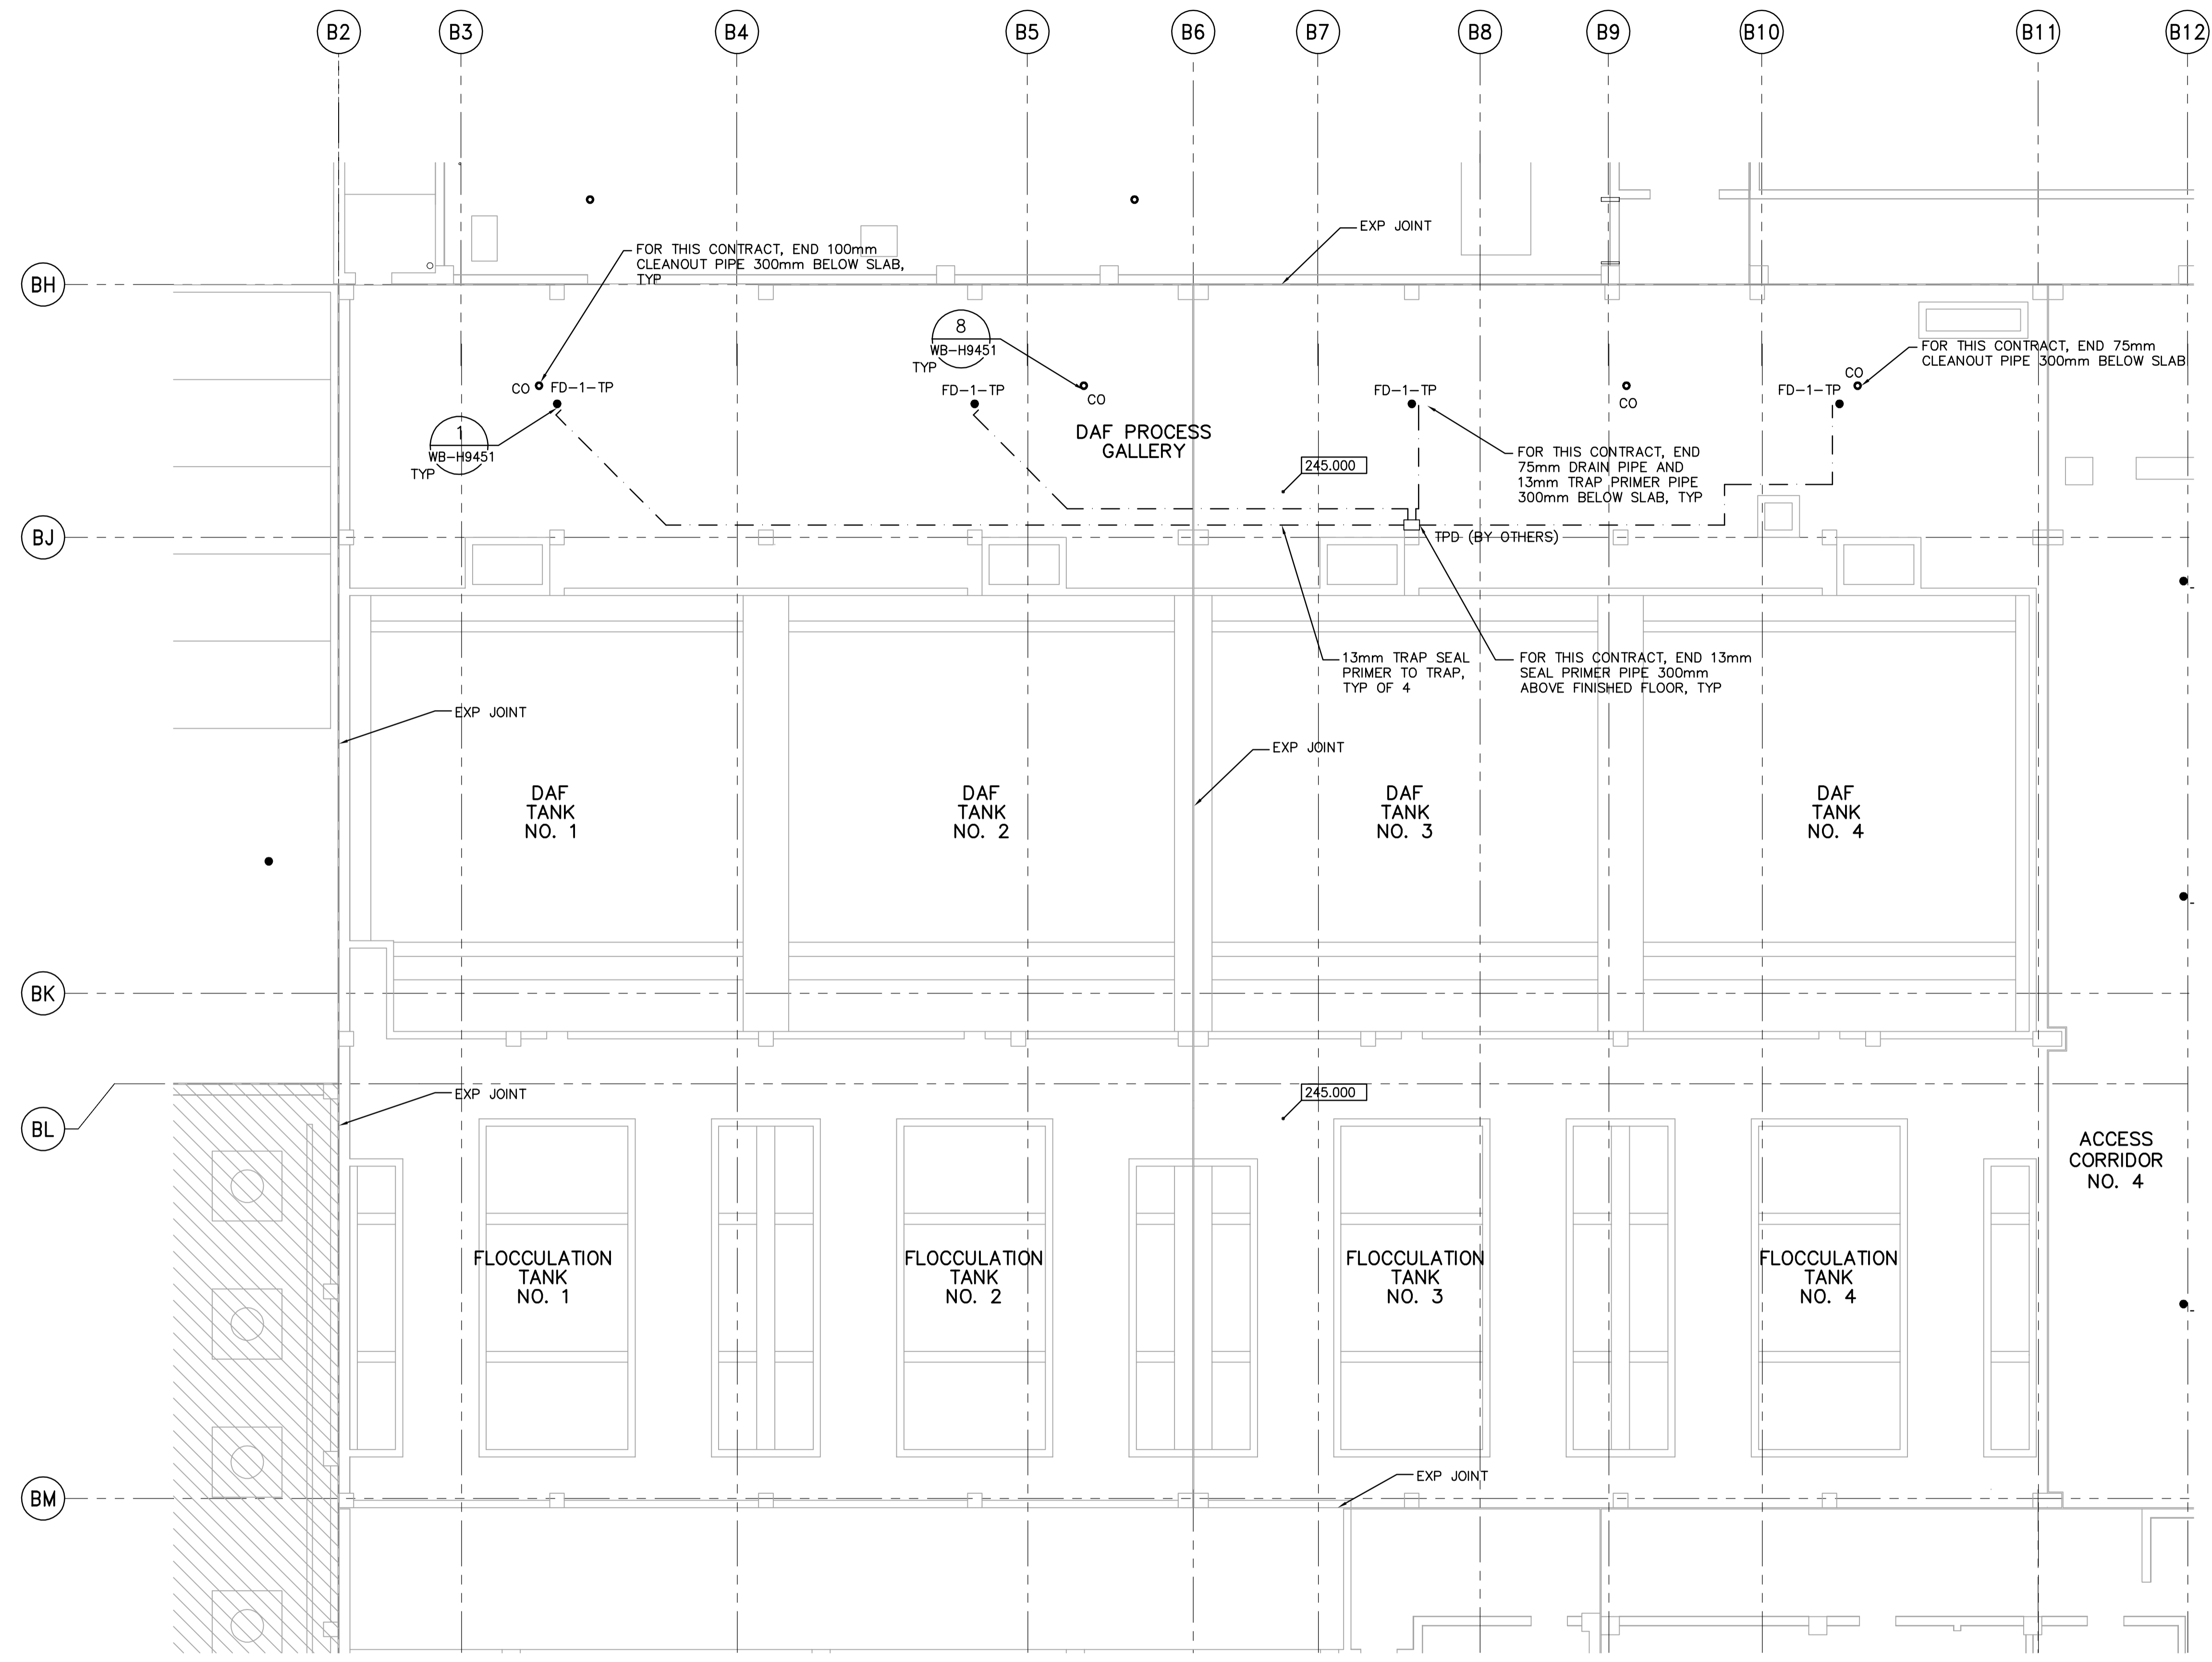 B2
B3
B4
B5
B6
B7
B8
B9
B10
B11
B12
EXP JOINT
FOR THIS CONTRACT, END 100mm
CLEANOUT PIPE 300mm BELOW SLAB,
TYP
BH
8
WB-H9451
TYP
FOR THIS CONTRACT, END 75mm
CLEANOUT PIPE 300mm BELOW SLAB
CO
FD-1-TP
FD-1-TP
CO
FD-1-TP
CO
FD-1-TP
CO
1
WB-H9451
TYP
DAF PROCESS
GALLERY
245.000
FOR THIS CONTRACT, END
75mm DRAIN PIPE AND
13mm TRAP PRIMER PIPE
300mm BELOW SLAB, TYP
BJ
TPD (BY OTHERS)
13mm TRAP SEAL
PRIMER TO TRAP,
TYP OF 4
FOR THIS CONTRACT, END 13mm
SEAL PRIMER PIPE 300mm
ABOVE FINISHED FLOOR, TYP
EXP JOINT
EXP JOINT
DAF
TANK
NO. 1
DAF
TANK
NO. 2
DAF
TANK
NO. 3
DAF
TANK
NO. 4
BK
EXP JOINT
245.000
BL
ACCESS
CORRIDOR
NO. 4
FLOCCULATION
TANK
NO. 1
FLOCCULATION
TANK
NO. 2
FLOCCULATION
TANK
NO. 3
FLOCCULATION
TANK
NO. 4
EXP JOINT
BM